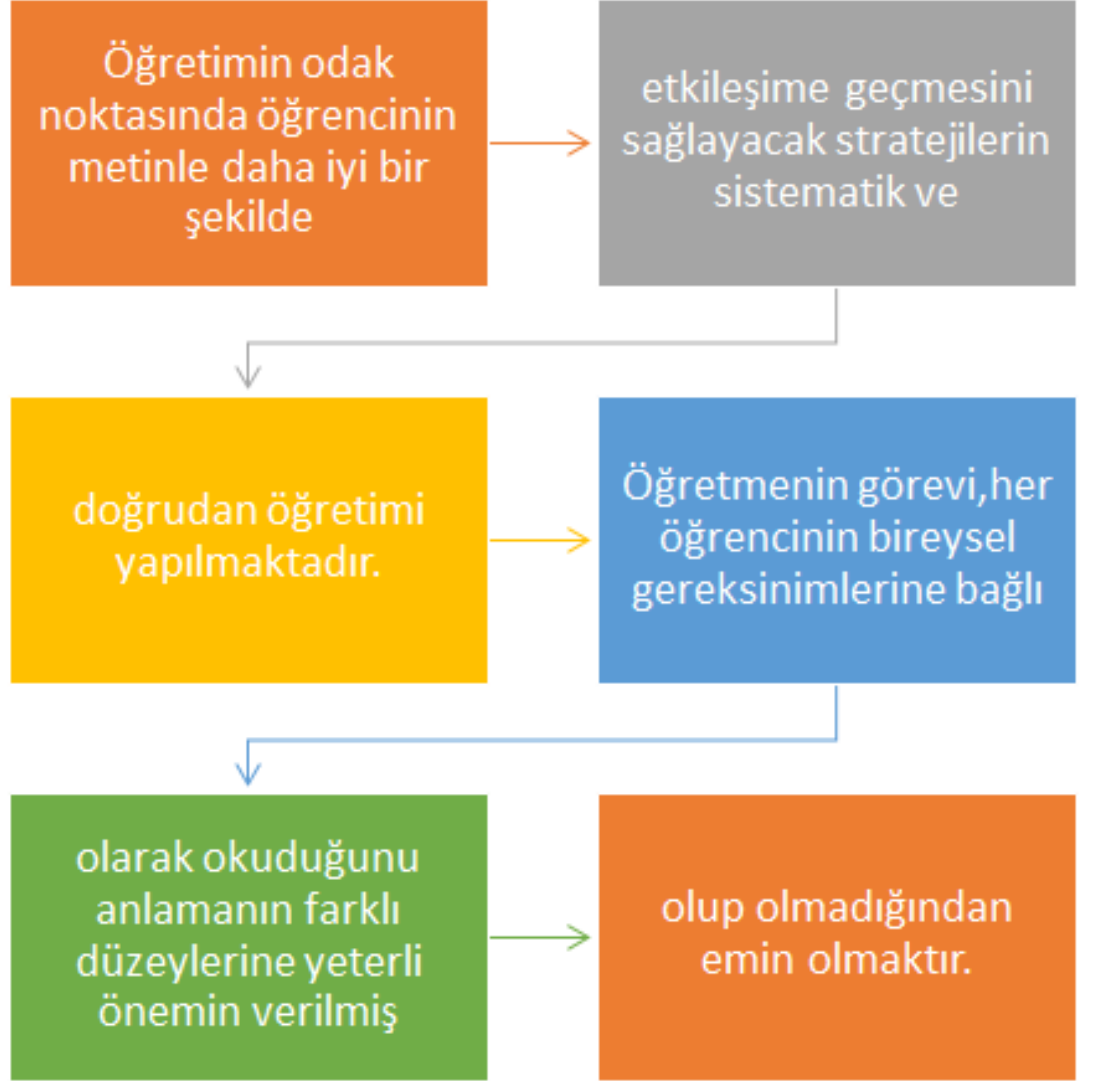 Öğretimin odak
noktasında öğrencinin
metinle daha iyi bir
şekilde
etkileşime geçmesini
sağlayacak stratejilerin
sistematik ve
doğrudan öğretimi
yapılmaktadır.
Öğretmenin görevi,her
öğrencinin bireysel
gereksinimlerine bağlı
olarak okuduğunu
anlamanın farklı
düzeylerine yeterli
önemin verilmiş
olup olmadığından
emin olmaktır.